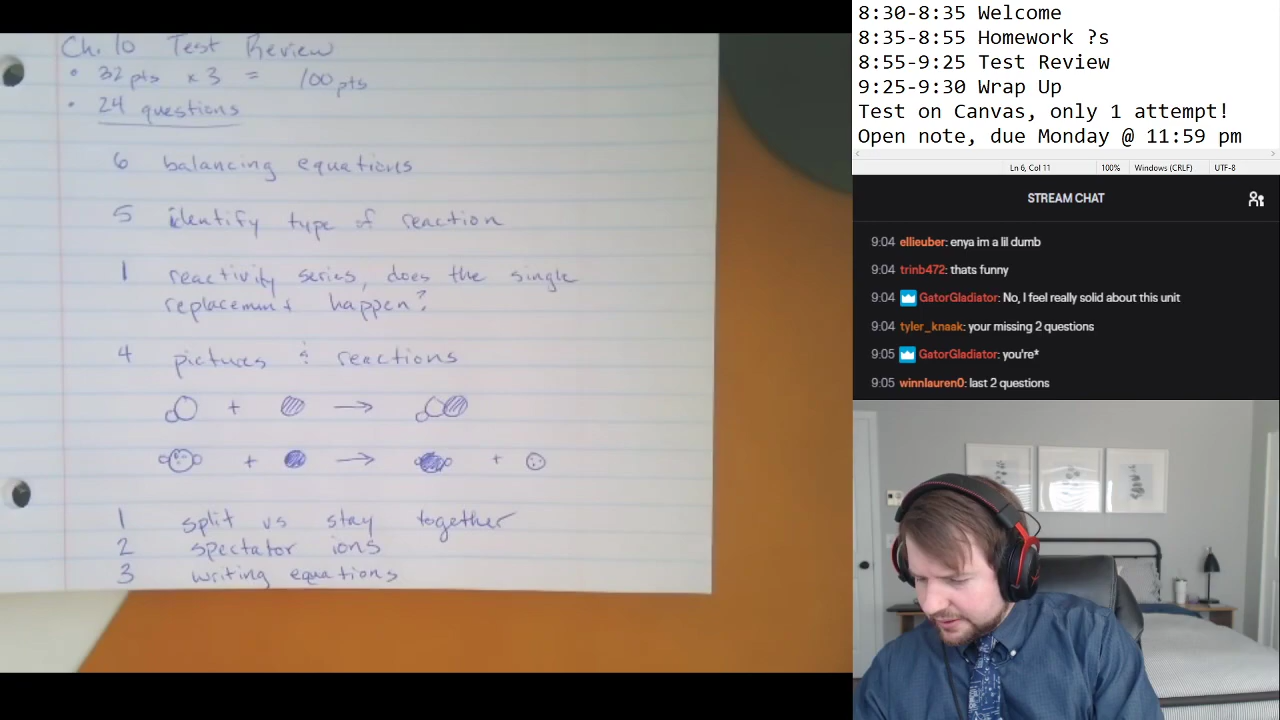 Ch. 10 Test Review
• 32 pts x 3 = 100 pts
• 24 questions
6 balancing equations
5 identify type of reaction
1 reactivity series, does the single
replacement happen?
4 pictures & reactions
+ →
+ → +
1 split vs stay together
2 spectator ions
3 writing equations
8:30-8:35 Welcome
8:35-8:55 Homework ?s
8:55-9:25 Test Review
9:25-9:30 Wrap Up
Test on Canvas, only 1 attempt!
Open note, due Monday @ 11:59 pm
Ln 6, Col 11 100% Windows (CRLF) UTF-8
STREAM CHAT
9:04 ellieuber: enya im a lil dumb
9:04 trinb472: thats funny
9:04 GatorGladiator: No, I feel really solid about this unit
9:04 tyler_knaak: your missing 2 questions
9:05 GatorGladiator: you're*
9:05 winnlauren0: last 2 questions